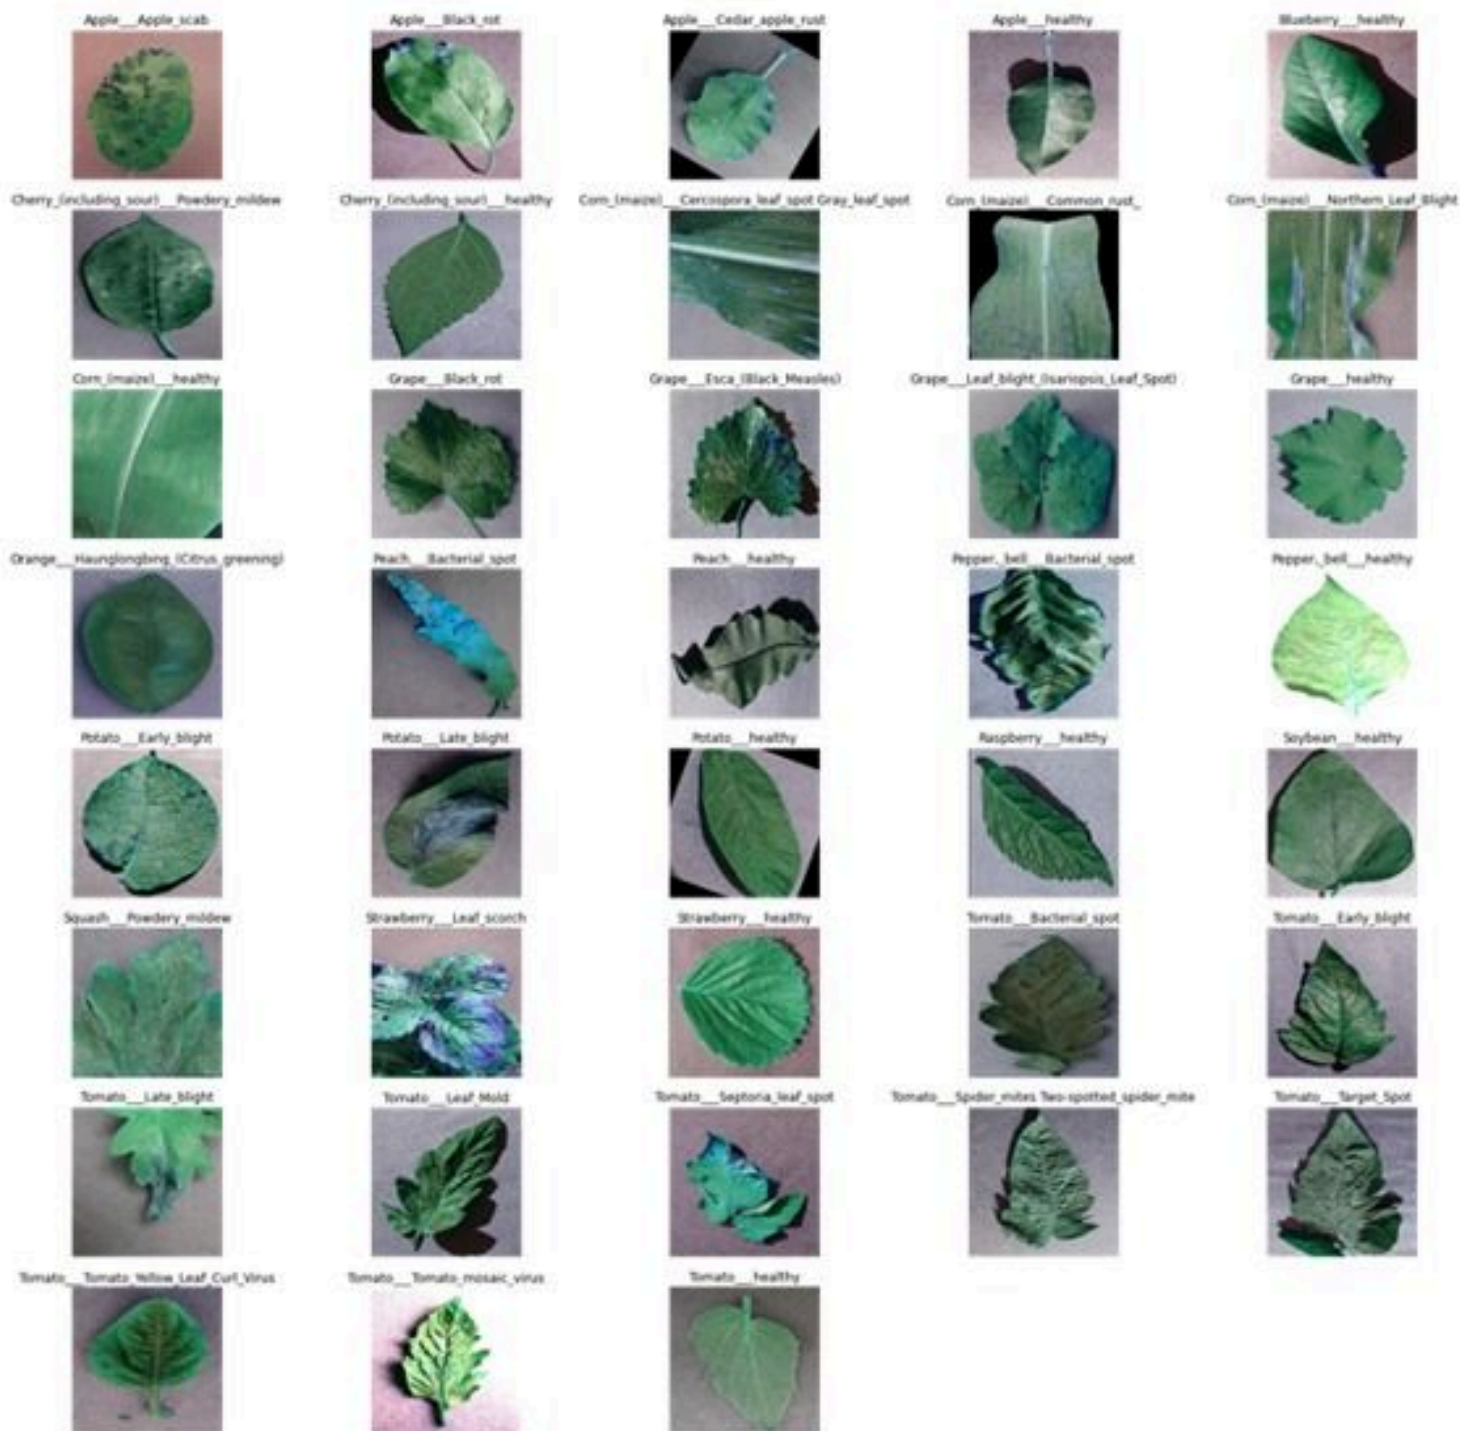 Apple___Apple_scab
Apple___Black_rot
Apple___Cedar_apple_rust
Apple___healthy
Blueberry___healthy
Cherry_(including_sour)___Powdery_mildew
Cherry_(including_sour)___healthy
Corn_(maize)___Cercospora_leaf_spot Gray_leaf_spot
Corn_(maize)___Common_rust_
Corn_(maize)___Northern_Leaf_Blight
Corn_(maize)___healthy
Grape___Black_rot
Grape___Esca_(Black_Measles)
Grape___Leaf_blight_(Isariopsis_Leaf_Spot)
Grape___healthy
Orange___Haunglongbing_(Citrus_greening)
Peach___Bacterial_spot
Peach___healthy
Pepper,_bell___Bacterial_spot
Pepper,_bell___healthy
Potato___Early_blight
Potato___Late_blight
Potato___healthy
Raspberry___healthy
Soybean___healthy
Squash___Powdery_mildew
Strawberry___Leaf_scorch
Strawberry___healthy
Tomato___Bacterial_spot
Tomato___Early_blight
Tomato___Late_blight
Tomato___Leaf_Mold
Tomato___Septoria_leaf_spot
Tomato___Spider_mites Two-spotted_spider_mite
Tomato___Target_Spot
Tomato___Tomato_Yellow_Leaf_Curl_Virus
Tomato___Tomato_mosaic_virus
Tomato___healthy